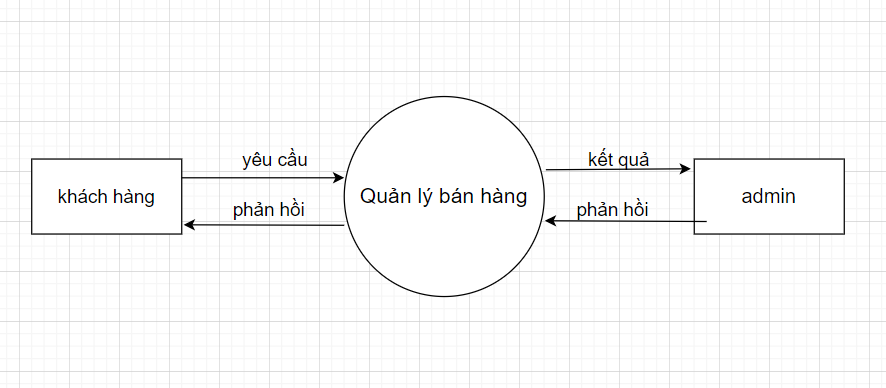 yêu cầu
kết quả
khách hàng
Quản lý bán hàng
admin
phản hồi
phản hồi